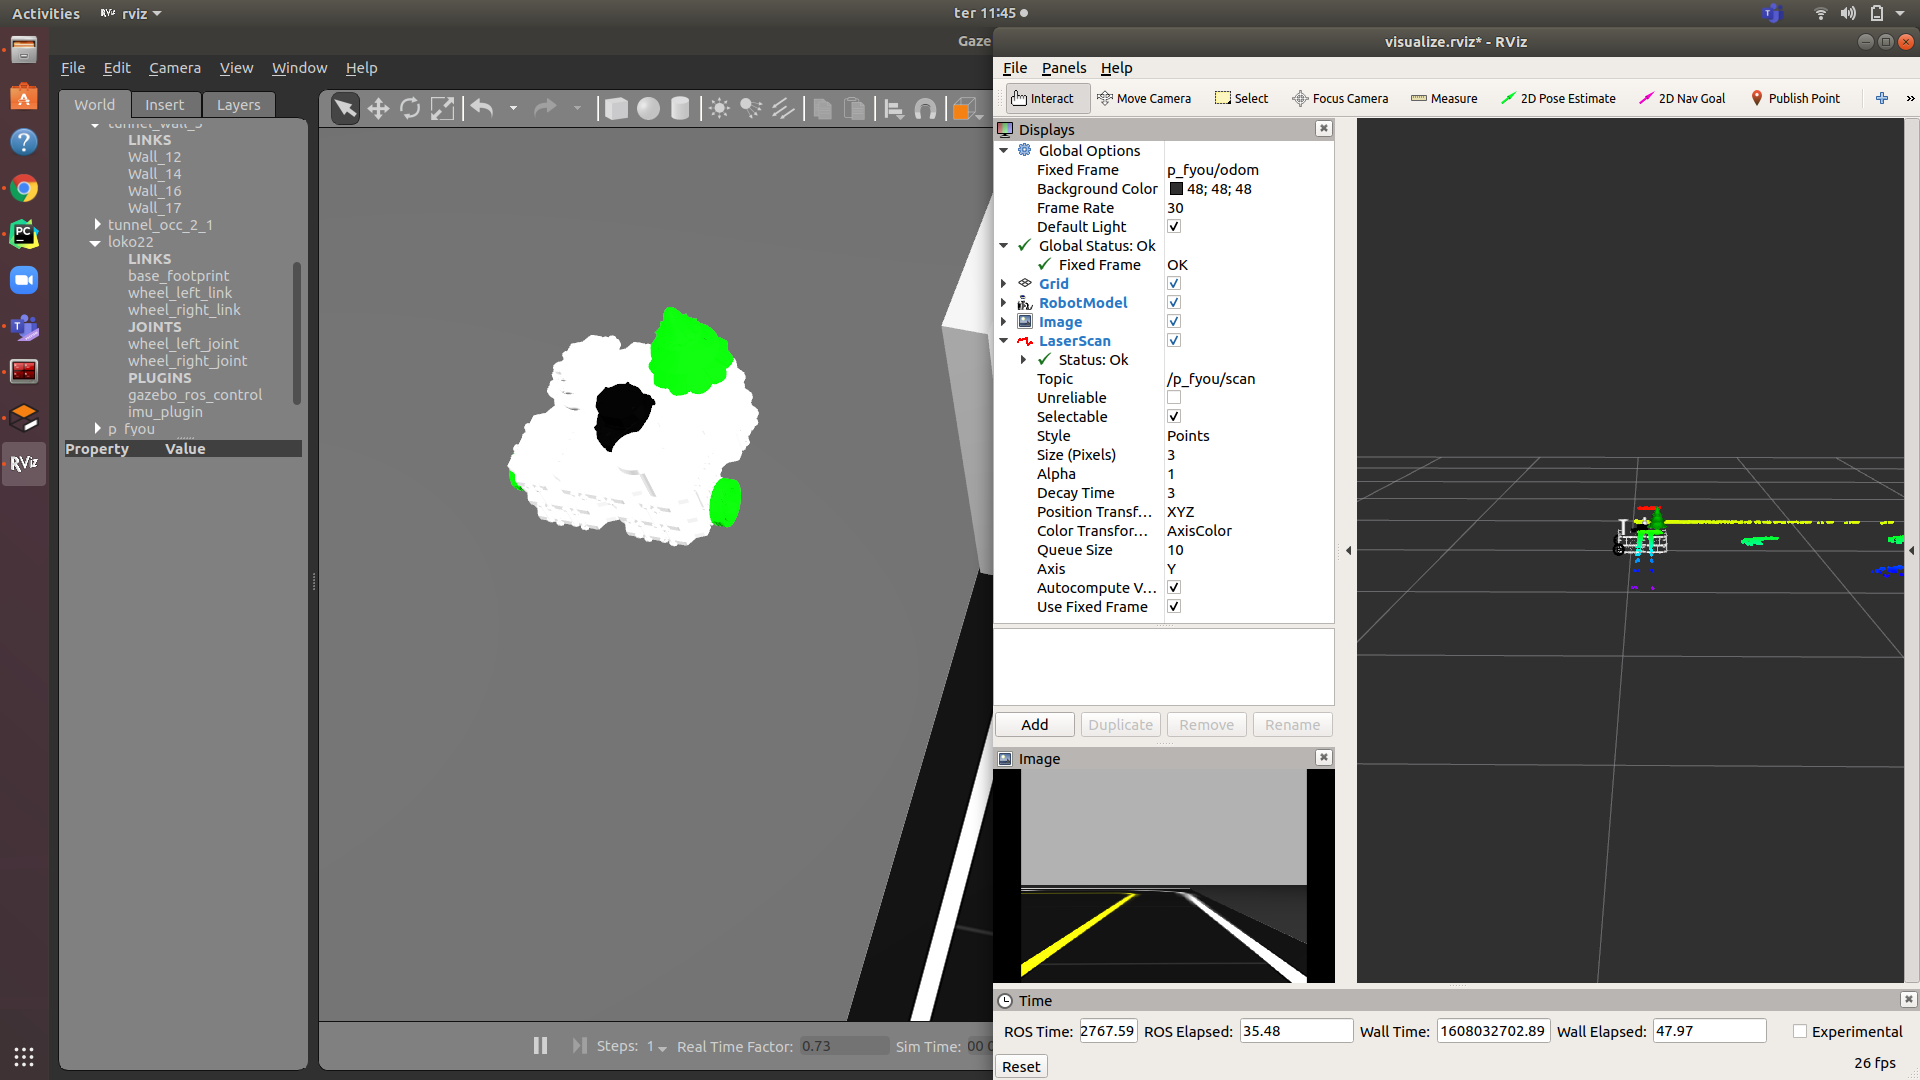 Activities
RViz rviz
ter 11:45
Gaze
File Edit Camera View Window Help
World Insert Layers
tunnel_wall_3
LINKS
Wall_12
Wall_14
Wall_16
Wall_17
tunnel_occ_2_1
loko22
LINKS
base_footprint
wheel_left_link
wheel_right_link
JOINTS
wheel_left_joint
wheel_right_joint
PLUGINS
gazebo_ros_control
imu_plugin
p_fyou
Property Value
PC
T
RViz
Steps: 1 Real Time Factor: 0.73 Sim Time: 00 0
visualize.rviz* - RViz
File Panels Help
Interact Move Camera Select Focus Camera Measure 2D Pose Estimate 2D Nav Goal Publish Point
Displays
Global Options
Fixed Frame p_fyou/odom
Background Color 48; 48; 48
Frame Rate 30
Default Light
Global Status: Ok
Fixed Frame OK
Grid
RobotModel
Image
LaserScan
Status: Ok
Topic /p_fyou/scan
Unreliable
Selectable
Style Points
Size (Pixels) 3
Alpha 1
Decay Time 3
Position Transf... XYZ
Color Transfor... AxisColor
Queue Size 10
Axis Y
Autocompute V...
Use Fixed Frame
Add Duplicate Remove Rename
Image
Time
ROS Time: 2767.59 ROS Elapsed: 35.48 Wall Time: 1608032702.89 Wall Elapsed: 47.97 Experimental
Reset
26 fps